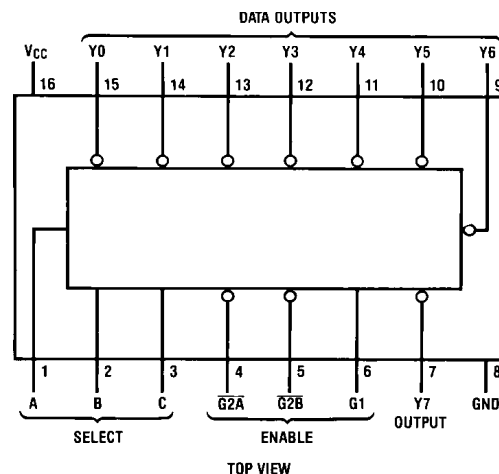 DATA OUTPUTS
VCC Y0 Y1 Y2 Y3 Y4 Y5 Y6
16 15 14 13 12 11 10 9
1 2 3 4 5 6 7 8
A B C G2A G2B G1 Y7 GND
OUTPUT
SELECT ENABLE
TOP VIEW